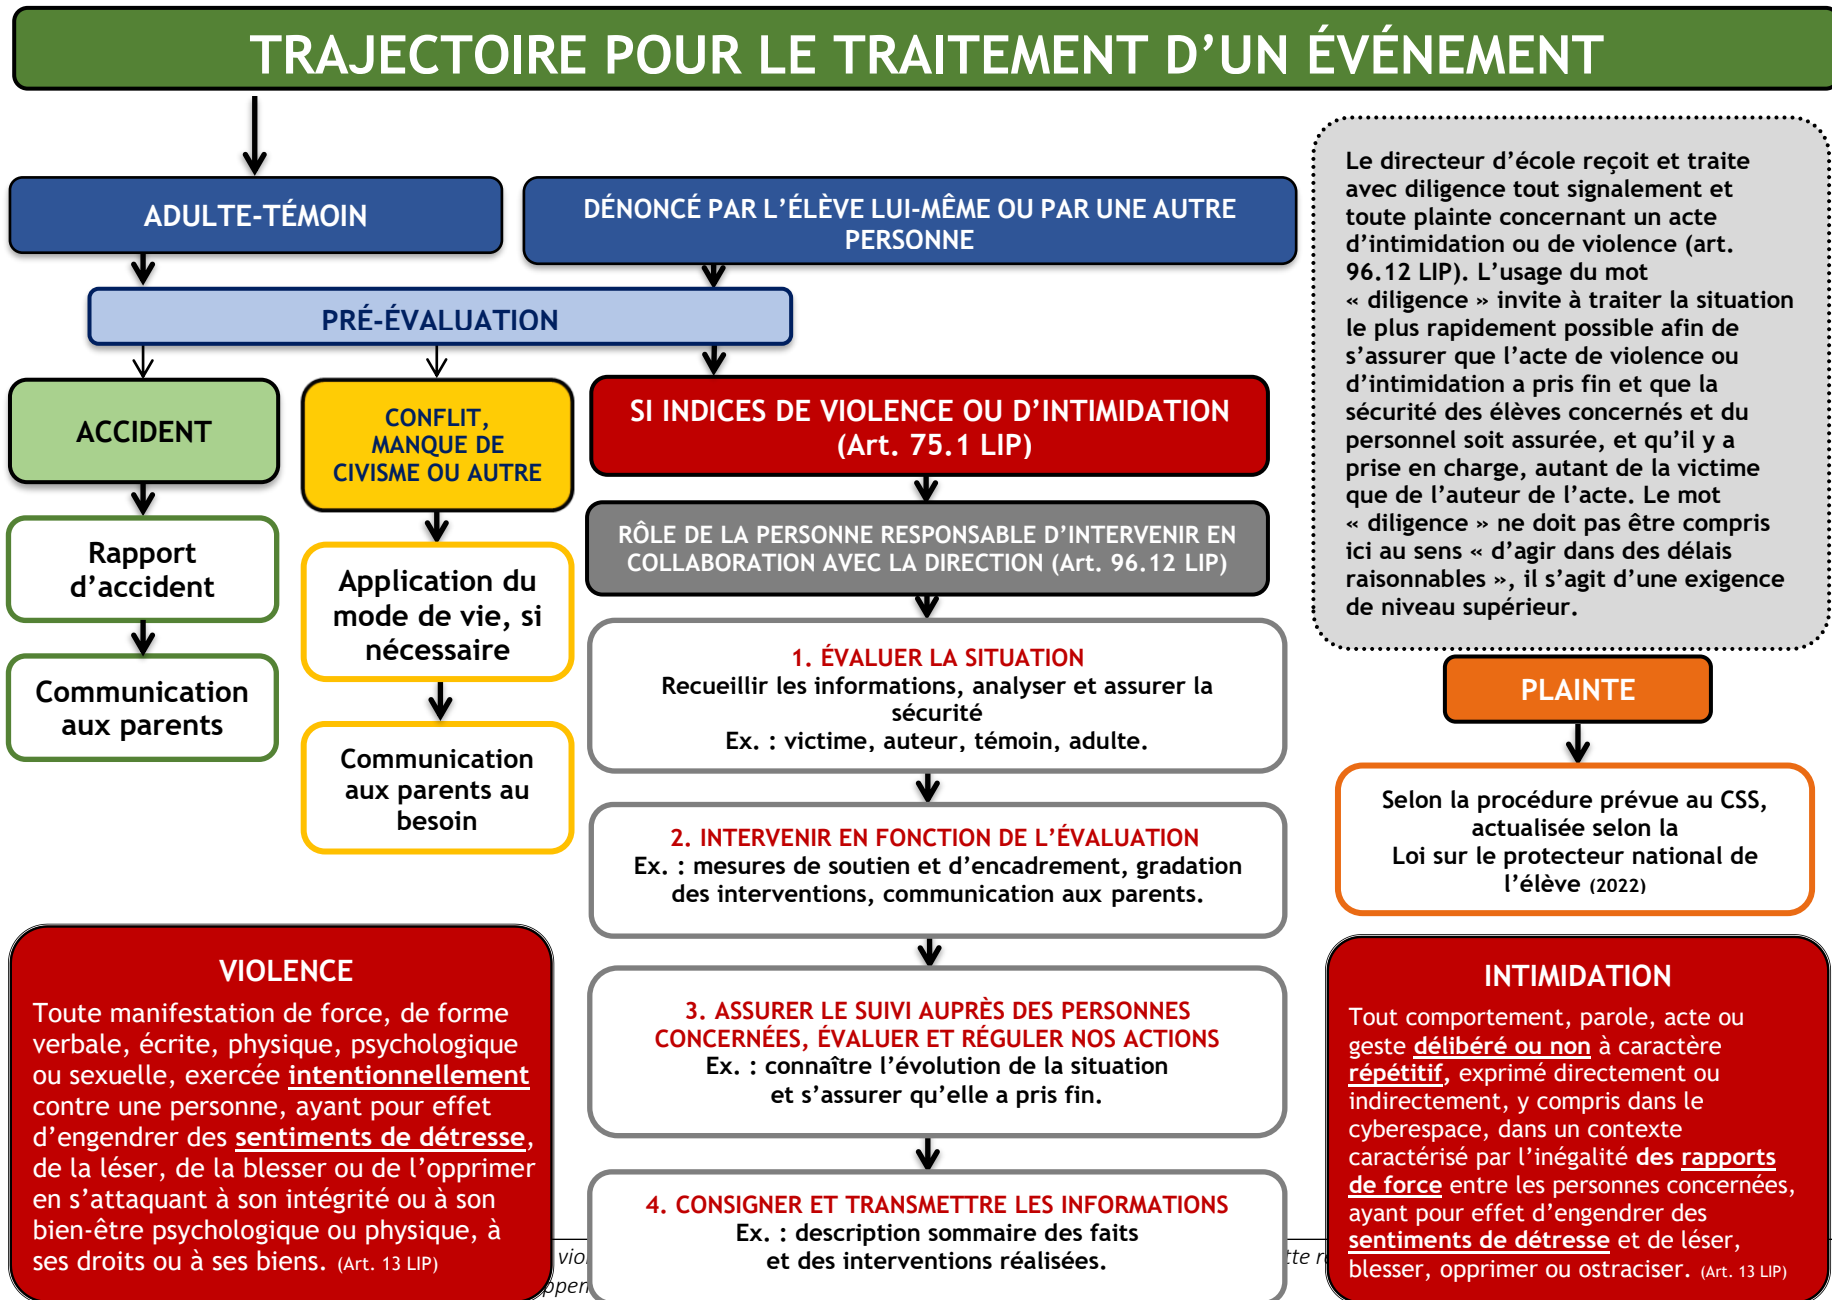 TRAJECTOIRE POUR LE TRAITEMENT D’UN ÉVÉNEMENT
ADULTE-TÉMOIN
DÉNONCÉ PAR L’ÉLÈVE LUI-MÊME OU PAR UNE AUTRE
PERSONNE
PRÉ-ÉVALUATION
ACCIDENT
Rapport
d’accident
Communication
aux parents
CONFLIT,
MANQUE DE
CIVISME OU AUTRE
Application du
mode de vie, si
nécessaire
Communication
aux parents au
besoin
SI INDICES DE VIOLENCE OU D’INTIMIDATION
(Art. 75.1 LIP)
RÔLE DE LA PERSONNE RESPONSABLE D’INTERVENIR EN
COLLABORATION AVEC LA DIRECTION (Art. 96.12 LIP)
1. ÉVALUER LA SITUATION
Recueillir les informations, analyser et assurer la
sécurité
Ex. : victime, auteur, témoin, adulte.
2. INTERVENIR EN FONCTION DE L’ÉVALUATION
Ex. : mesures de soutien et d’encadrement, gradation
des interventions, communication aux parents.
3. ASSURER LE SUIVI AUPRÈS DES PERSONNES
CONCERNÉES, ÉVALUER ET RÉGULER NOS ACTIONS
Ex. : connaître l’évolution de la situation
et s’assurer qu’elle a pris fin.
4. CONSIGNER ET TRANSMETTRE LES INFORMATIONS
Ex. : description sommaire des faits
et des interventions réalisées.
Le directeur d’école reçoit et traite
avec diligence tout signalement et
toute plainte concernant un acte
d’intimidation ou de violence (art.
96.12 LIP). L’usage du mot
« diligence » invite à traiter la situation
le plus rapidement possible afin de
s’assurer que l’acte de violence ou
d’intimidation a pris fin et que la
sécurité des élèves concernés et du
personnel soit assurée, et qu’il y a
prise en charge, autant de la victime
que de l’auteur de l’acte. Le mot
« diligence » ne doit pas être compris
ici au sens « d’agir dans des délais
raisonnables », il s’agit d’une exigence
de niveau supérieur.
PLAINTE
Selon la procédure prévue au CSS,
actualisée selon la
Loi sur le protecteur national de
l’élève (2022)
VIOLENCE
Toute manifestation de force, de forme
verbale, écrite, physique, psychologique
ou sexuelle, exercée intentionnellement
contre une personne, ayant pour effet
d’engendrer des sentiments de détresse,
de la léser, de la blesser ou de l’opprimer
en s’attaquant à son intégrité ou à son
bien-être psychologique ou physique, à
ses droits ou à ses biens. (Art. 13 LIP)
INTIMIDATION
Tout comportement, parole, acte ou
geste délibéré ou non à caractère
répétitif, exprimé directement ou
indirectement, y compris dans le
cyberespace, dans un contexte
caractérisé par l’inégalité des rapports
de force entre les personnes concernées,
ayant pour effet d’engendrer des
sentiments de détresse et de léser,
blesser, opprimer ou ostraciser. (Art. 13 LIP)